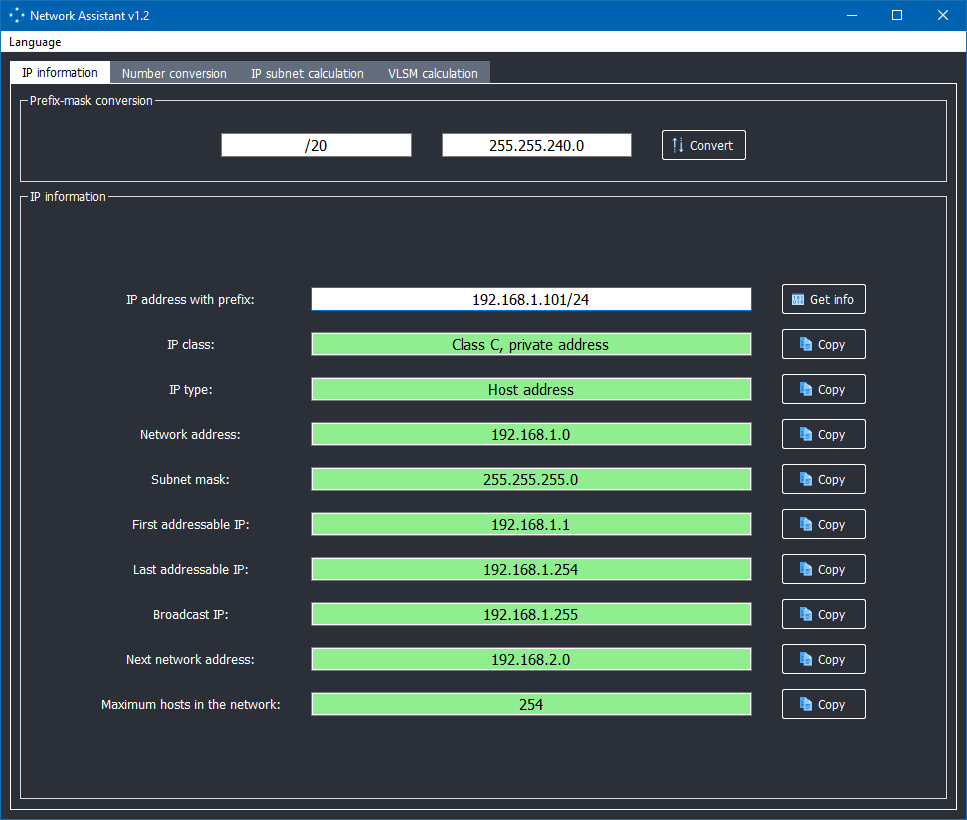 Network Assistant v1.2
Language
IP information Number conversion IP subnet calculation VLSM calculation
Prefix-mask conversion
/20 255.255.240.0 Convert
IP information
IP address with prefix: 192.168.1.101/24 Get info
IP class: Class C, private address Copy
IP type: Host address Copy
Network address: 192.168.1.0 Copy
Subnet mask: 255.255.255.0 Copy
First addressable IP: 192.168.1.1 Copy
Last addressable IP: 192.168.1.254 Copy
Broadcast IP: 192.168.1.255 Copy
Next network address: 192.168.2.0 Copy
Maximum hosts in the network: 254 Copy